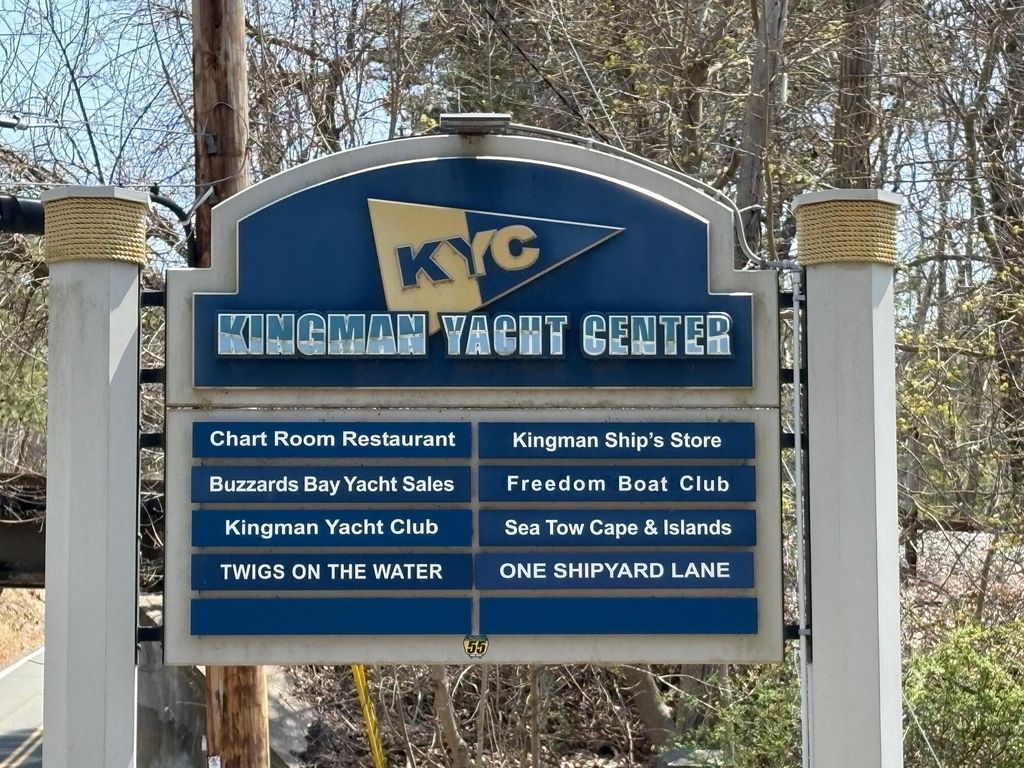 KYC
KINGMAN YACHT CENTER
Chart Room Restaurant
Kingman Ship's Store
Buzzards Bay Yacht Sales
Freedom Boat Club
Kingman Yacht Club
Sea Tow Cape & Islands
TWIGS ON THE WATER
ONE SHIPYARD LANE
55